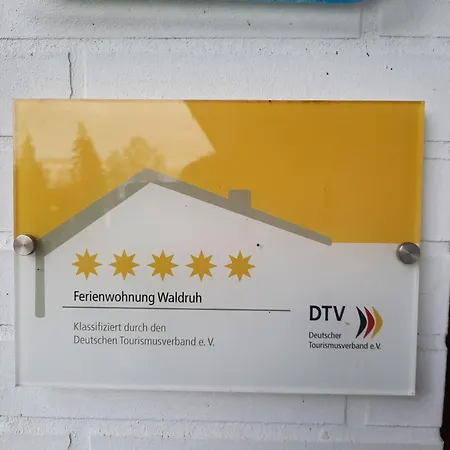 Ferienwohnung Waldruh
Klassifiziert durch den
Deutschen Tourismusverband e.V.
DTV
Deutscher
Tourismusverband e.V.